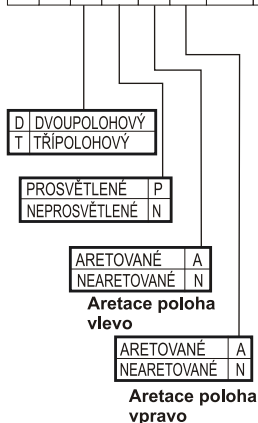 D DVOUPOLOHOVÝ
T TŘÍPOLOHOVÝ
PROSVĚTLENÉ P
NEPROSVĚTLENÉ N
ARETOVANÉ A
NEARETOVANÉ N
Aretace poloha
vlevo
ARETOVANÉ A
NEARETOVANÉ N
Aretace poloha
vpravo